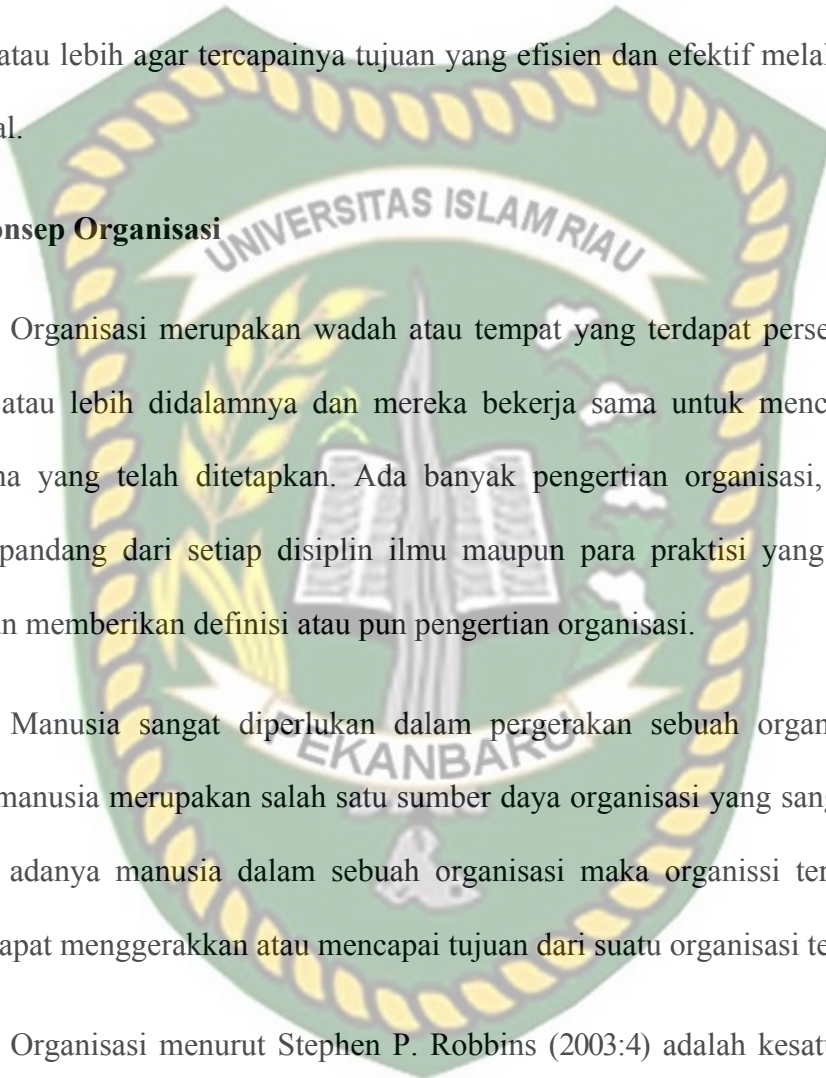 atau lebih agar tercapainya tujuan yang efisien dan efektif
al.
onsep Organisasi
UNIVERSITAS ISLAM RIAU
Organisasi merupakan wadah atau tempat yang terdapat
atau lebih didalamnya dan mereka bekerja sama untuk
na yang telah ditetapkan. Ada banyak pengertian organisasi,
pandang dari setiap disiplin ilmu maupun para praktisi yang
an memberikan definisi atau pun pengertian organisasi.
Manusia sangat diperlukan dalam pergerakan sebuah organ
PEKANBARU
manusia merupakan salah satu sumber daya organisasi yang sang
adanya manusia dalam sebuah organisasi maka organissi ter
apat menggerakkan atau mencapai tujuan dari suatu organisasi te
Organisasi menurut Stephen P. Robbins (2003:4) adalah kesat